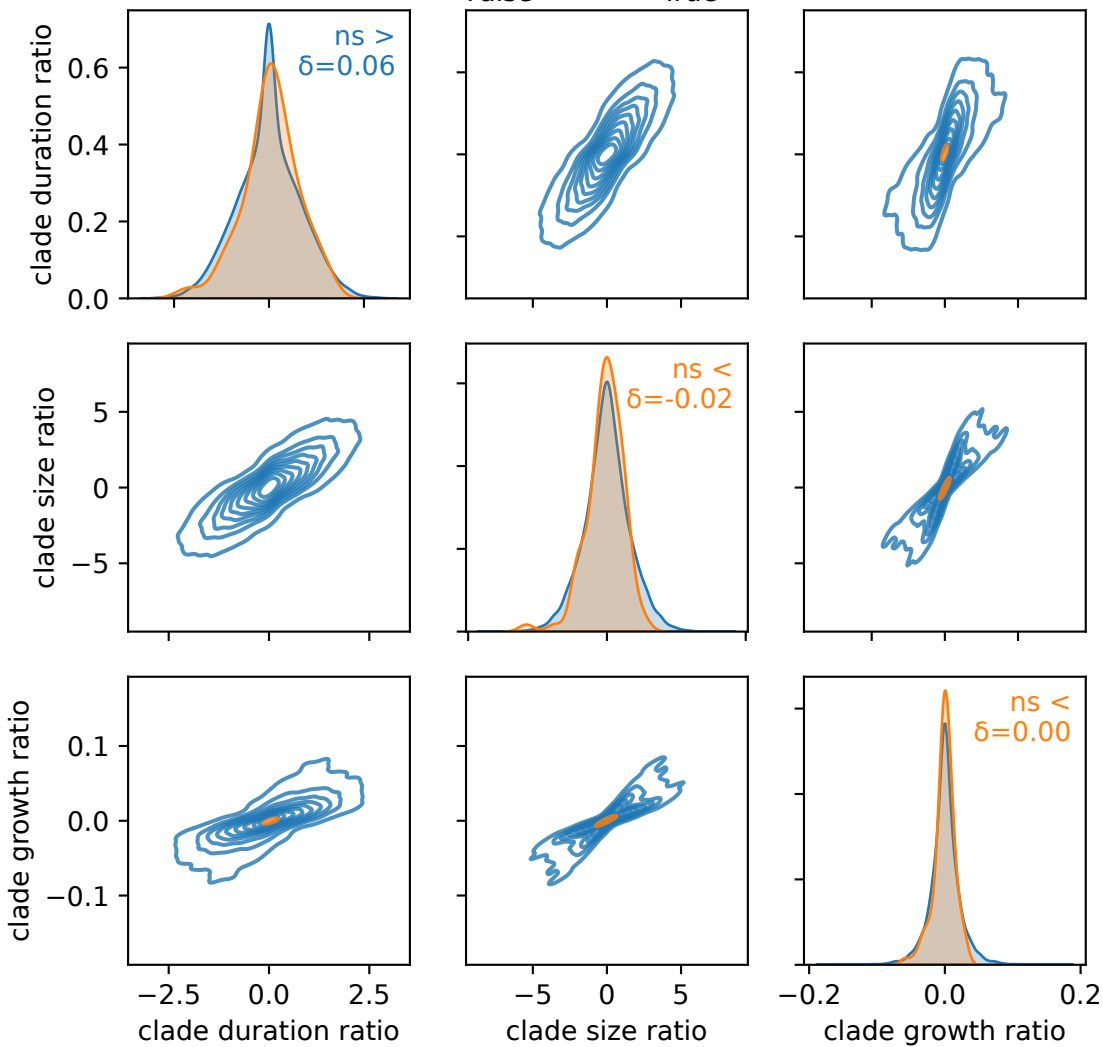 ns >
δ=0.06
clade duration ratio
0.6
0.4
0.2
0.0
ns <
δ=-0.02
clade size ratio
5
0
−5
ns <
δ=0.00
clade growth ratio
0.1
0.0
−0.1
−2.5 0.0 2.5
−5 0 5
−0.2 0.0 0.2
clade duration ratio
clade size ratio
clade growth ratio